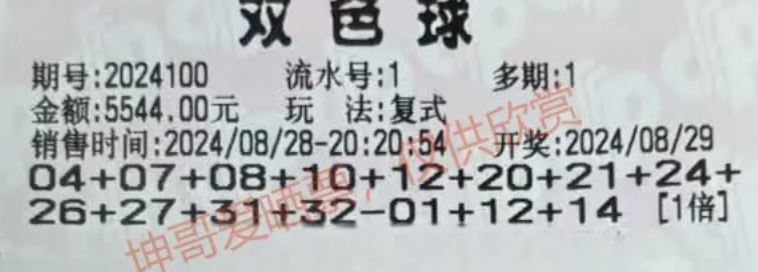 双色球
期号:2024100 流水号:1 多期:1
金额:5544.00元 玩 法:复式
销售时间:2024/08/28-20:20:54 开奖:2024/08/29
04+07+08+10+12+20+21+24+
26+27+31+32-01+12+14 [1倍]
坤哥爱晒票，仅供欣赏